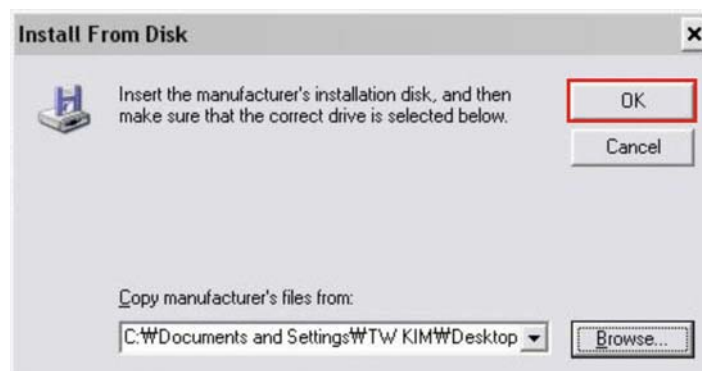 Install From Disk
Insert the manufacturer's installation disk, and then
make sure that the correct drive is selected below.
OK
Cancel
Copy manufacturer's files from:
C:₩Documents and Settings₩TW KIM₩Desktop
Browse...